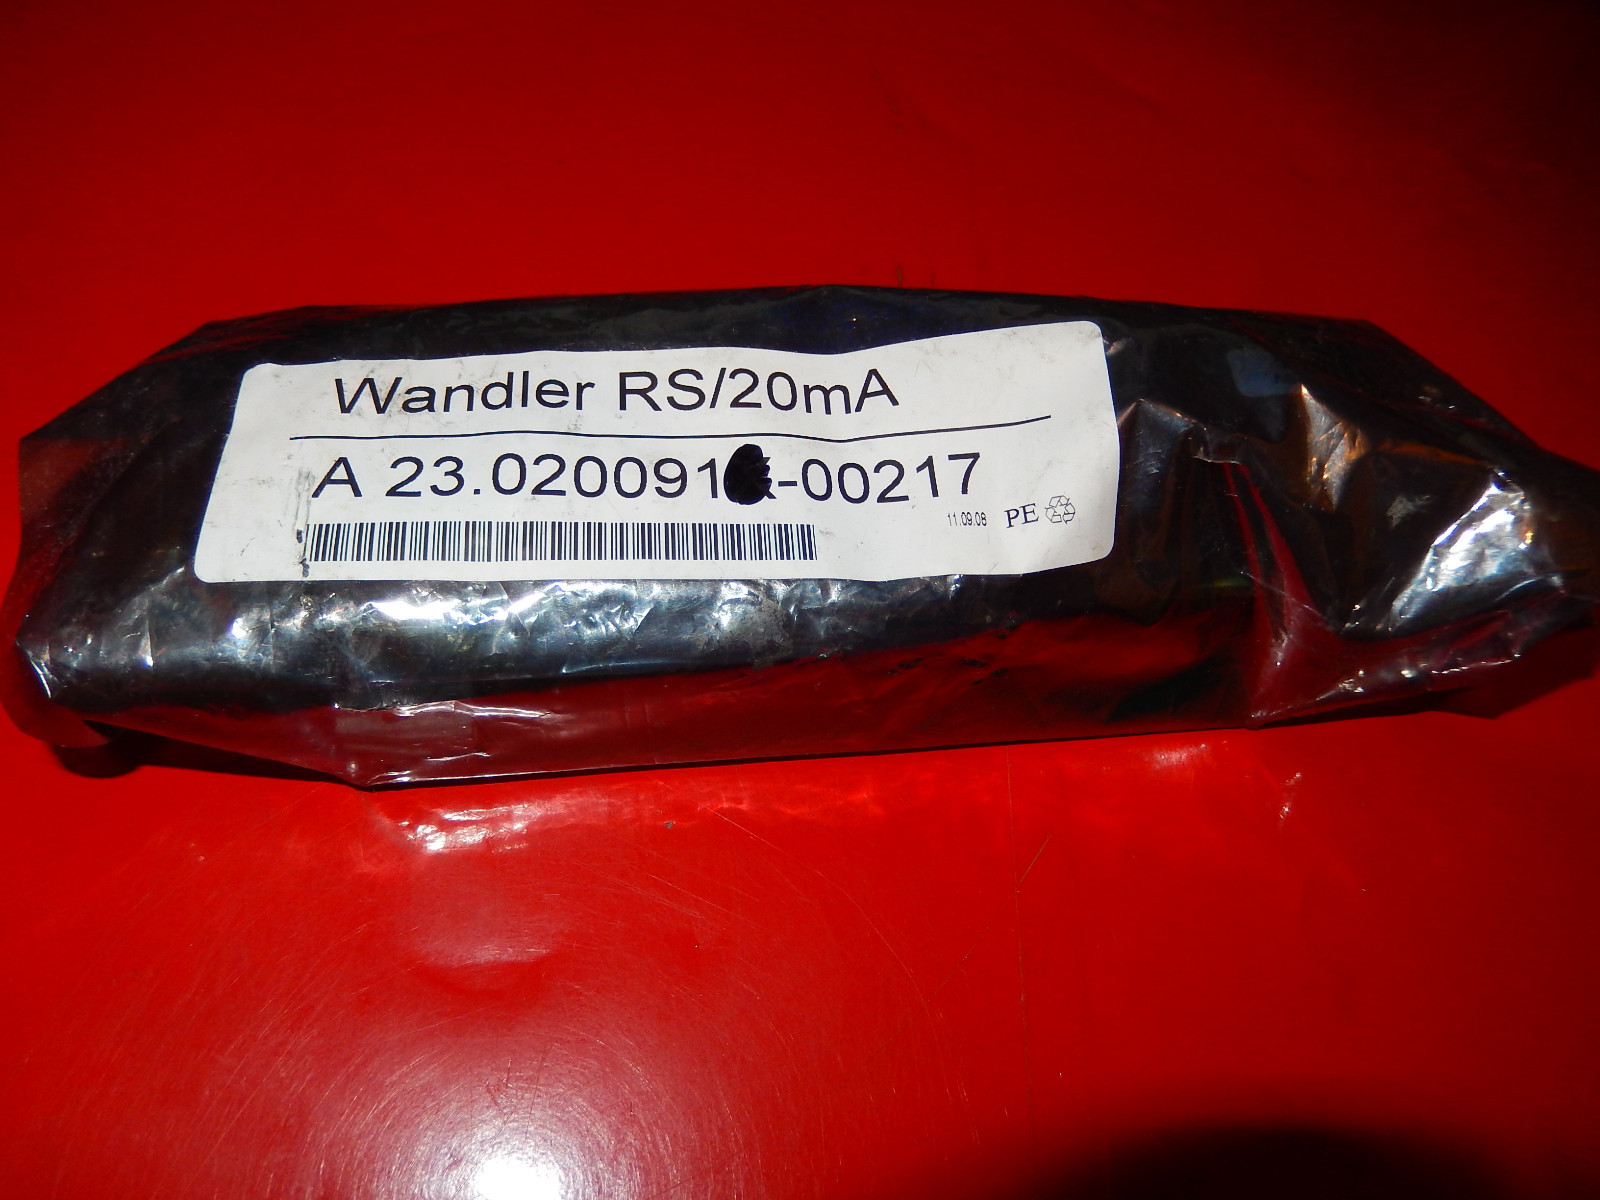 Wandler RS/20mA
A 23.020091 -00217
11.09.08 PE